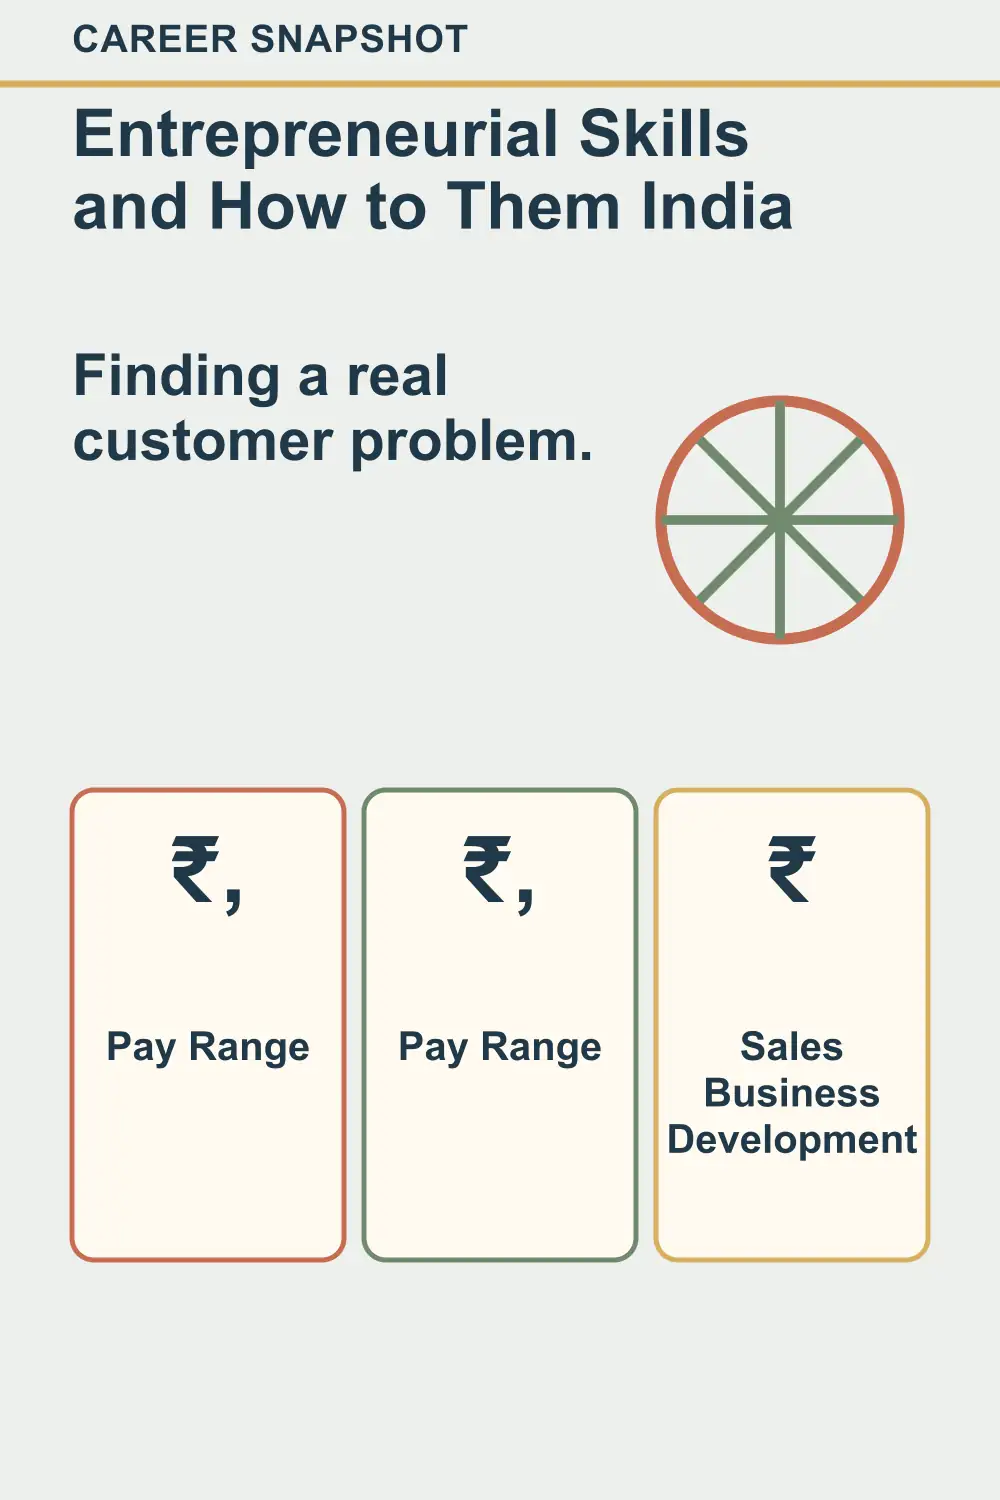 CAREER SNAPSHOT
Entrepreneurial Skills
and How to Them India
Finding a real
customer problem.
₹,
Pay Range
₹,
Pay Range
₹
Sales
Business
Development